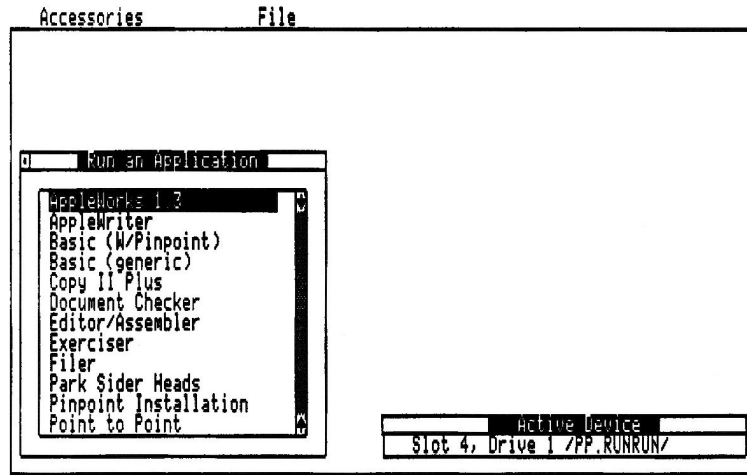 Accessories File
Run an Application
AppleWorks 1.3
AppleWriter
Basic (W/Pinpoint)
Basic (generic)
Copy II Plus
Document Checker
Editor/Assembler
Exerciser
Filer
Park Sider Heads
Pinpoint Installation
Point to Point
Active Device
Slot 4, Drive 1 /PP.RUNRUN/